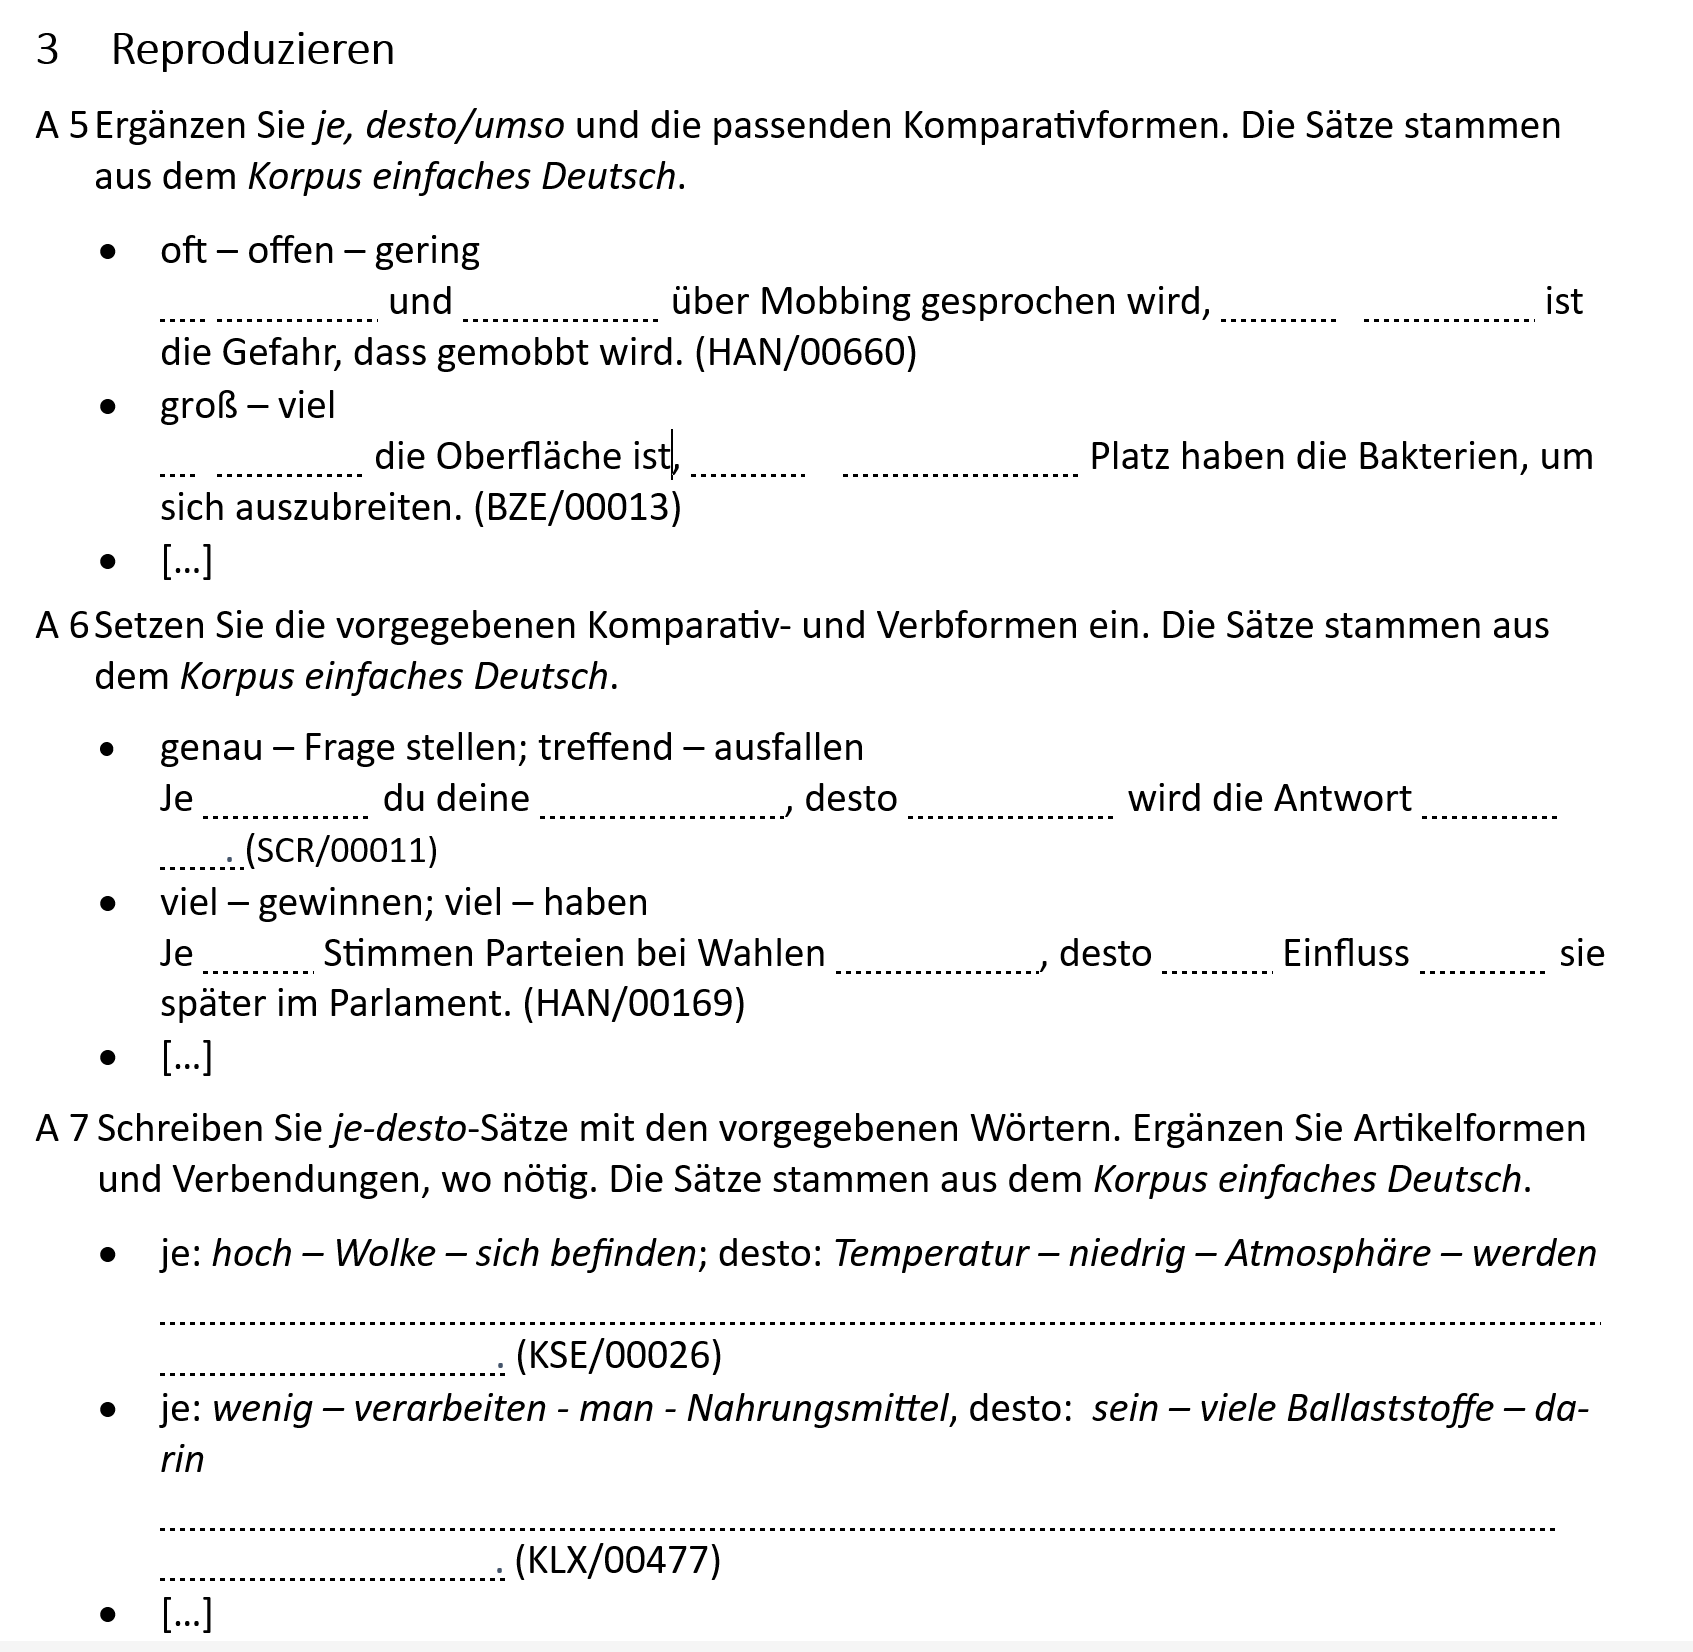 3 Reproduzieren
A 5 Ergänzen Sie je, desto/umso und die passenden Komparativformen. Die Sätze stammen
aus dem Korpus einfaches Deutsch.
• oft – offen – gering
..... ................ und ................... über Mobbing gesprochen wird, ............ ................. ist
die Gefahr, dass gemobbt wird. (HAN/00660)
• groß – viel
.... ............... die Oberfläche ist, ............ ........................ Platz haben die Bakterien, um
sich auszubreiten. (BZE/00013)
• [...]
A 6 Setzen Sie die vorgegebenen Komparativ- und Verbformen ein. Die Sätze stammen aus
dem Korpus einfaches Deutsch.
• genau – Frage stellen; treffend – ausfallen
Je ................. du deine ........................., desto ..................... wird die Antwort ..............
........ . (SCR/00011)
• viel – gewinnen; viel – haben
Je ........... Stimmen Parteien bei Wahlen ...................., desto ........... Einfluss ............. sie
später im Parlament. (HAN/00169)
• [...]
A 7 Schreiben Sie je-desto-Sätze mit den vorgegebenen Wörtern. Ergänzen Sie Artikelformen
und Verbendungen, wo nötig. Die Sätze stammen aus dem Korpus einfaches Deutsch.
• je: hoch – Wolke – sich befinden; desto: Temperatur – niedrig – Atmosphäre – werden
................................................................................
................................... . (KSE/00026)
• je: wenig – verarbeiten - man - Nahrungsmittel, desto: sein – viele Ballaststoffe – da-
rin
................................................................................
................................... . (KLX/00477)
• [...]